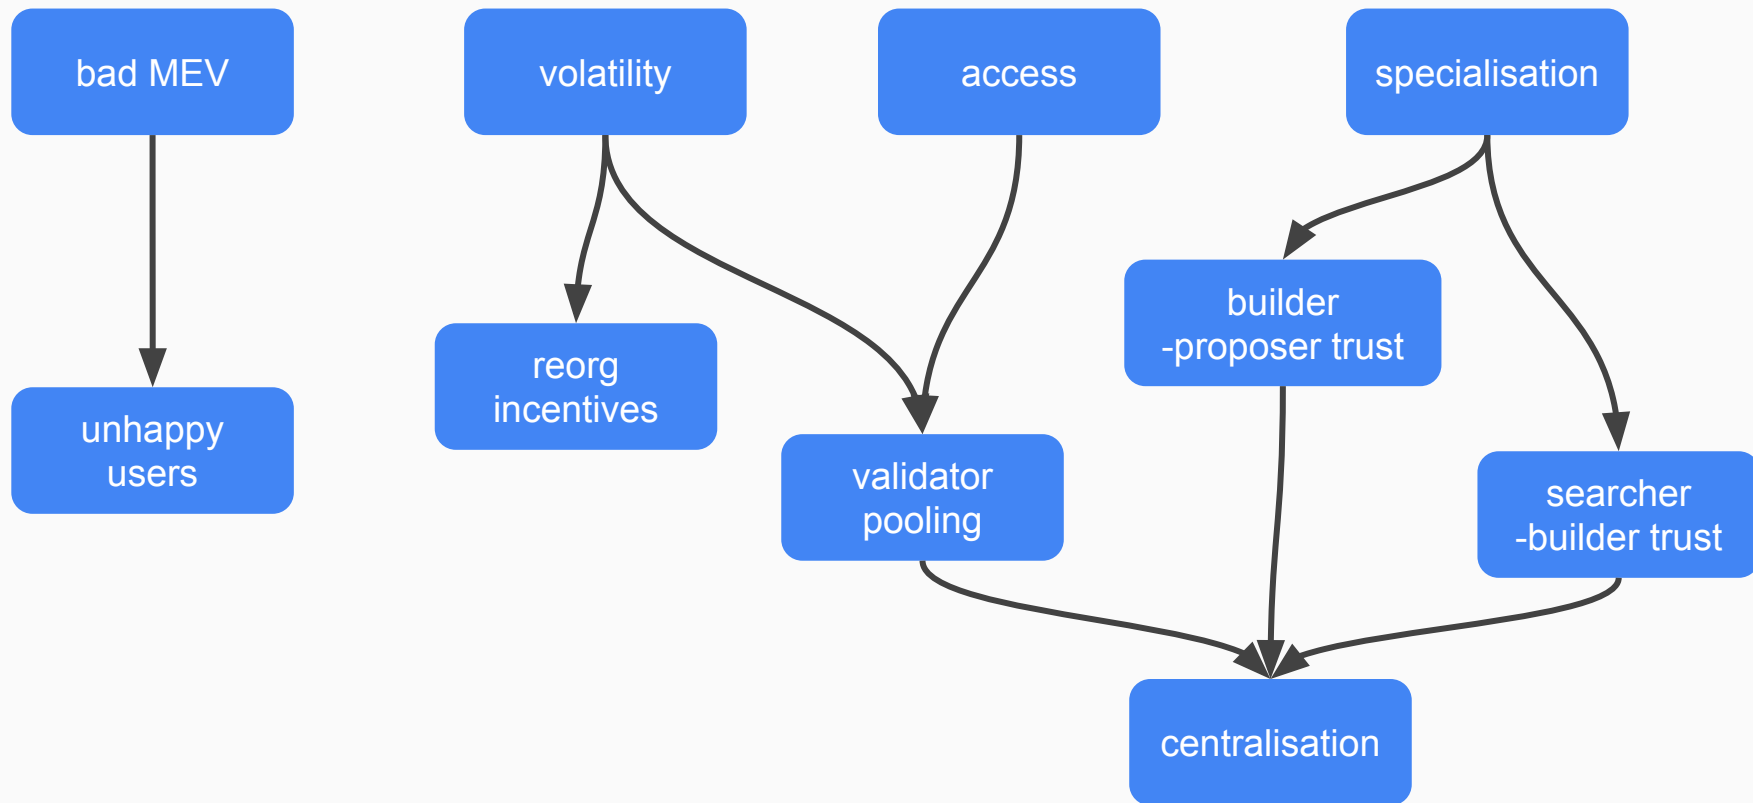 bad MEV
volatility
access
specialisation
builder
-proposer trust
reorg
incentives
unhappy
users
validator
pooling
searcher
-builder trust
centralisation